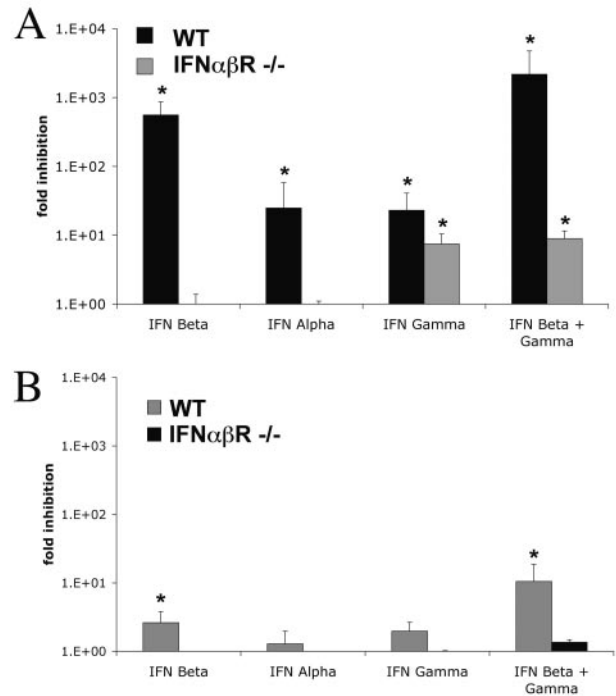 A
WT
IFNαβR -/-
fold inhibition
1.E+04
1.E+03
1.E+02
1.E+01
1.E+00
*
*
*
*
*
*
IFN Beta
IFN Alpha
IFN Gamma
IFN Beta +
Gamma
B
WT
IFNαβR -/-
fold inhibition
1.E+04
1.E+03
1.E+02
1.E+01
1.E+00
*
*
IFN Beta
IFN Alpha
IFN Gamma
IFN Beta +
Gamma